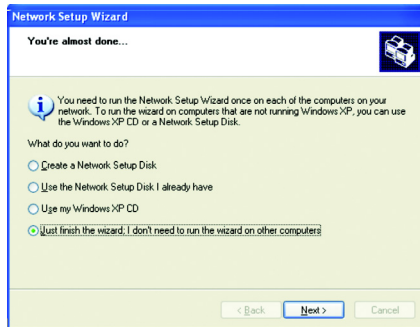 Network Setup Wizard
You're almost done...
You need to run the Network Setup Wizard once on each of the computers on your
network. To run the wizard on computers that are not running Windows XP, you can use
the Windows XP CD or a Network Setup Disk.
What do you want to do?
Create a Network Setup Disk
Use the Network Setup Disk I already have
Use my Windows XP CD
Just finish the wizard; I don't need to run the wizard on other computers
< Back
Next >
Cancel